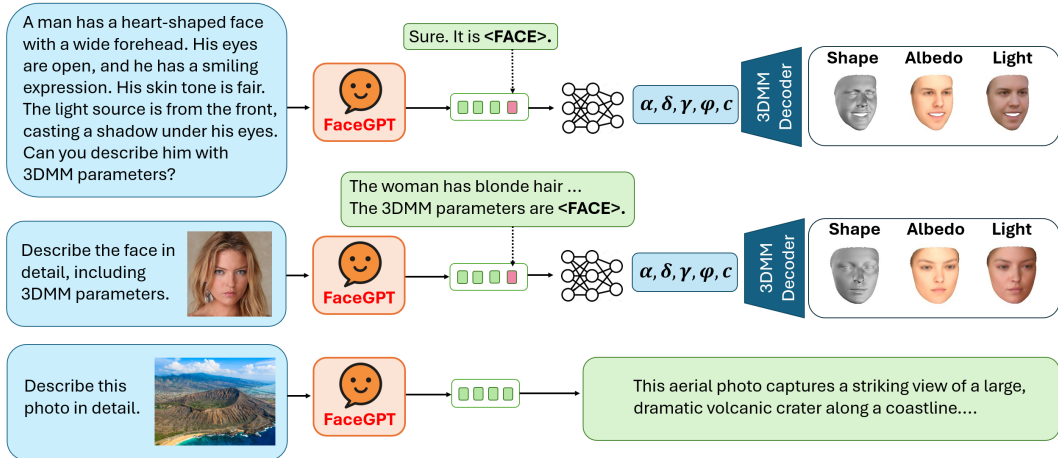 A man has a heart-shaped face
with a wide forehead. His eyes
are open, and he has a smiling
expression. His skin tone is fair.
The light source is from the front,
casting a shadow under his eyes.
Can you describe him with
3DMM parameters?
FaceGPT
Sure. It is <FACE>.
α, δ, γ, φ, c
3DMM
Decoder
Shape Albedo Light
Describe the face in
detail, including
3DMM parameters.
FaceGPT
The woman has blonde hair ...
The 3DMM parameters are <FACE>.
α, δ, γ, φ, c
3DMM
Decoder
Shape Albedo Light
Describe this
photo in detail.
FaceGPT
This aerial photo captures a striking view of a large,
dramatic volcanic crater along a coastline....